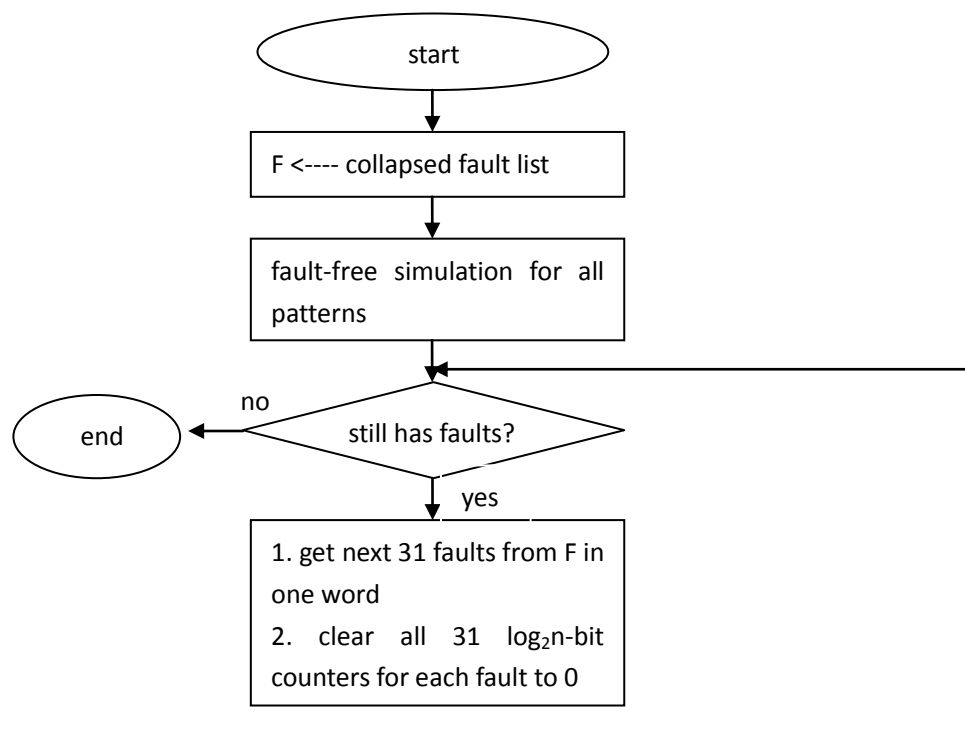 start
F <---- collapsed fault list
fault-free simulation for all
patterns
no
end
still has faults?
yes
1. get next 31 faults from F in
one word
2. clear all 31 log₂n-bit
counters for each fault to 0